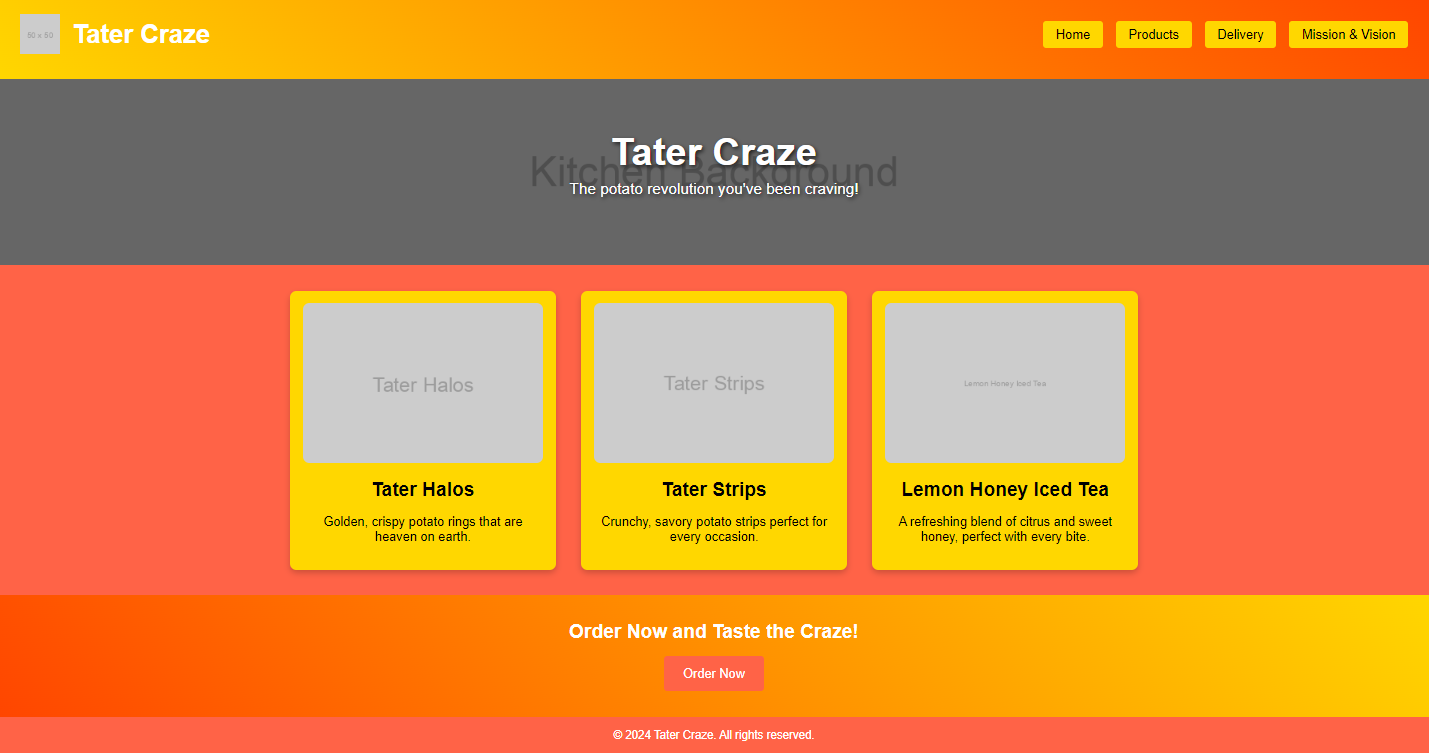 50 x 50
Tater Craze
Home
Products
Delivery
Mission & Vision
Kitchen Background
Tater Craze
The potato revolution you've been craving!
Tater Halos
Tater Halos
Golden, crispy potato rings that are
heaven on earth.
Tater Strips
Tater Strips
Crunchy, savory potato strips perfect for
every occasion.
Lemon Honey Iced Tea
Lemon Honey Iced Tea
A refreshing blend of citrus and sweet
honey, perfect with every bite.
Order Now and Taste the Craze!
Order Now
© 2024 Tater Craze. All rights reserved.